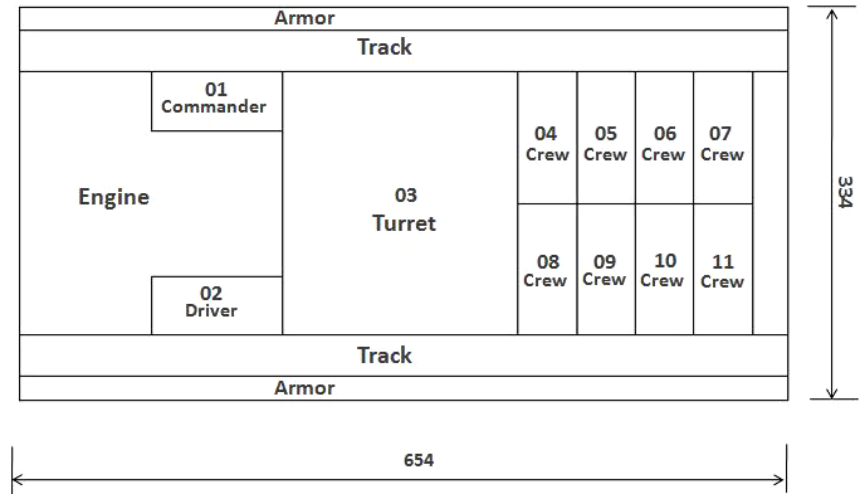 Armor
Track
01
Commander
04
Crew
05
Crew
06
Crew
07
Crew
Engine
03
Turret
334
02
Driver
08
Crew
09
Crew
10
Crew
11
Crew
Track
Armor
654